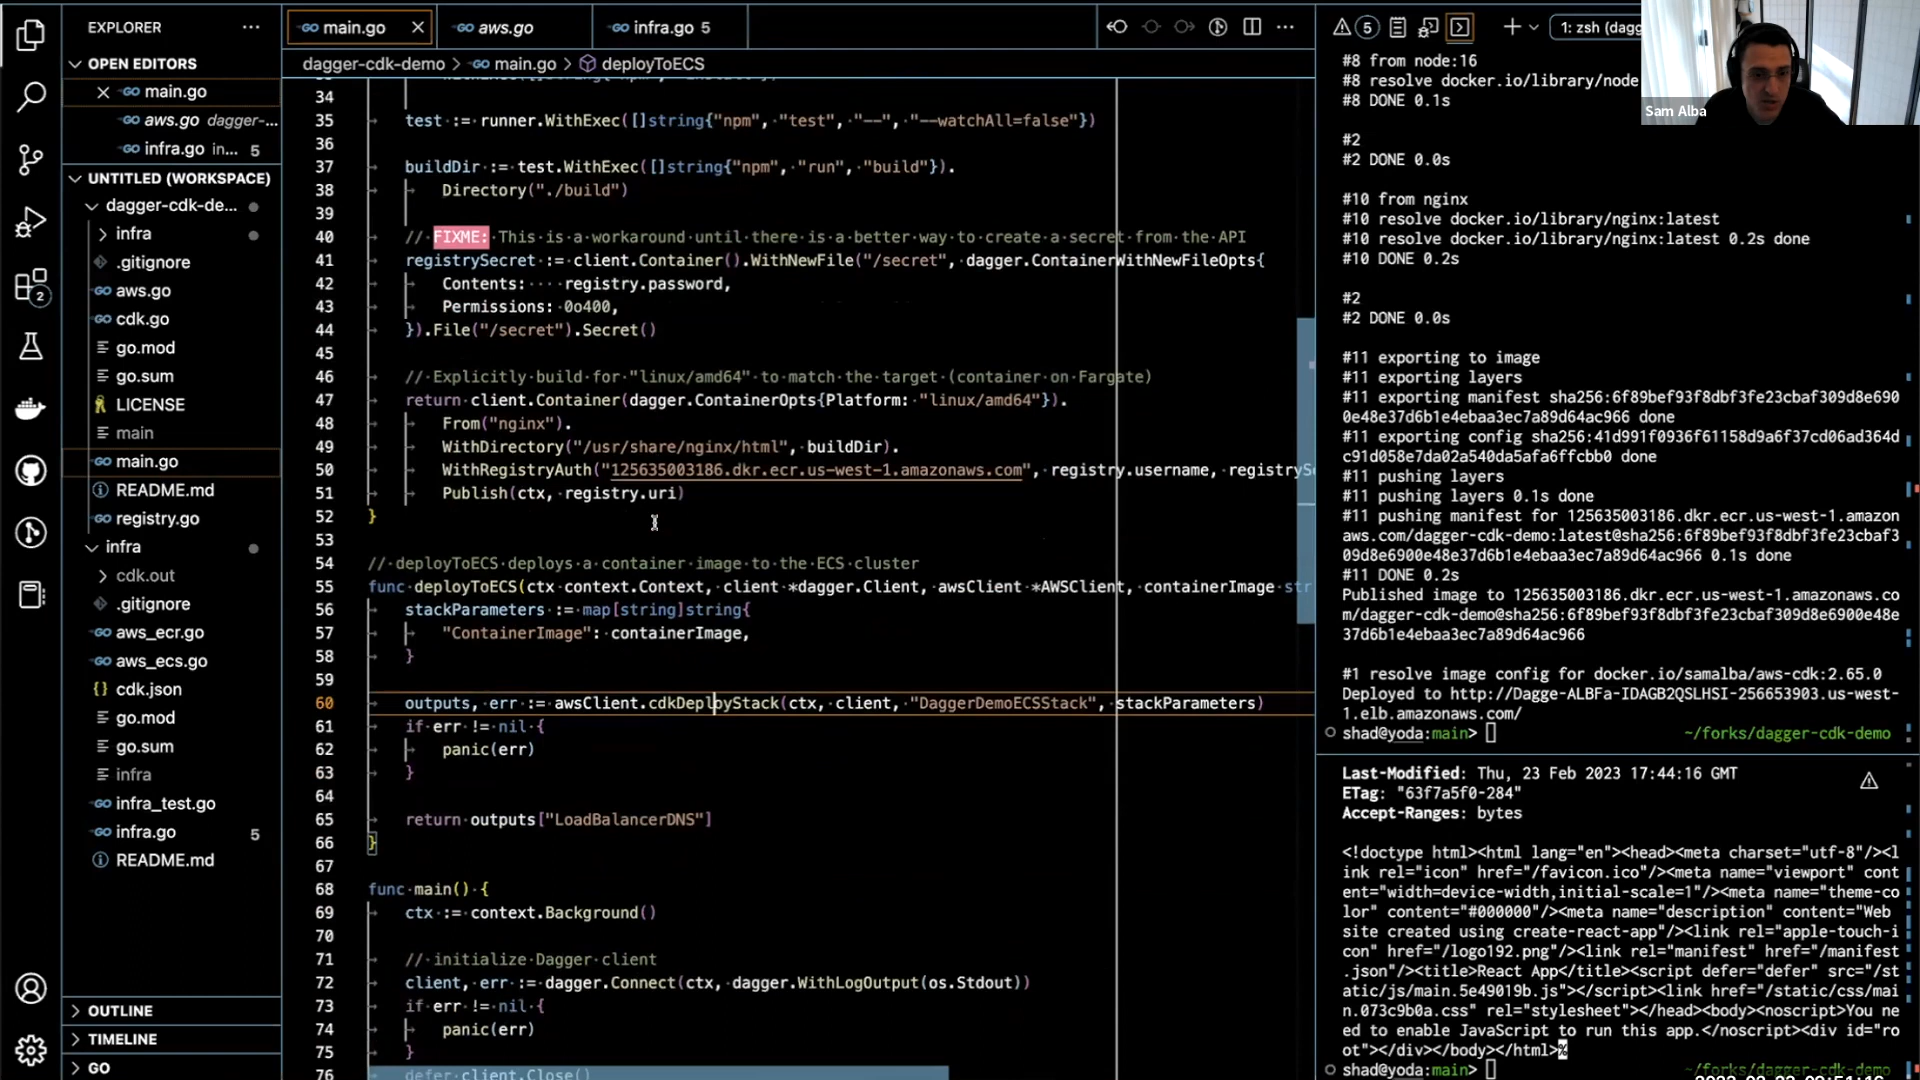 EXPLORER
OPEN EDITORS
main.go
aws.go dagger-...
infra.go in... 5
UNTITLED (WORKSPACE)
dagger-cdk-de...
infra
.gitignore
aws.go
cdk.go
go.mod
go.sum
LICENSE
main
main.go
README.md
registry.go
infra
cdk.out
.gitignore
aws_ecr.go
aws_ecs.go
cdk.json
go.mod
go.sum
infra
infra_test.go
infra.go 5
README.md
OUTLINE
TIMELINE
GO
2
main.go
aws.go
infra.go 5
dagger-cdk-demo > main.go > deployToECS
34
35 test := runner.WithExec([]string{"npm", "test", "--", "--watchAll=false"})
36
37 buildDir := test.WithExec([]string{"npm", "run", "build"}).
38 Directory("./build")
39
40 // FIXME: This is a workaround until there is a better way to create a secret from the API
41 registrySecret := client.Container().WithNewFile("/secret", dagger.ContainerWithNewFileOpts{
42 Contents: registry.password,
43 Permissions: 0o400,
44 }).File("/secret").Secret()
45
46 // Explicitly build for "linux/amd64" to match the target (container on Fargate)
47 return client.Container(dagger.ContainerOpts{Platform: "linux/amd64"}).
48 From("nginx").
49 WithDirectory("/usr/share/nginx/html", buildDir).
50 WithRegistryAuth("125635003186.dkr.ecr.us-west-1.amazonaws.com", registry.username, registryS
51 Publish(ctx, registry.uri)
52 }
53
54 // deployToECS deploys a container image to the ECS cluster
55 func deployToECS(ctx context.Context, client *dagger.Client, awsClient *AWSClient, containerImage str
56 stackParameters := map[string]string{
57 "ContainerImage": containerImage,
58 }
59
60 outputs, err := awsClient.cdkDeployStack(ctx, client, "DaggerDemoECSStack", stackParameters)
61 if err != nil {
62 panic(err)
63 }
64
65 return outputs["LoadBalancerDNS"]
66 }
67
68 func main() {
69 ctx := context.Background()
70
71 // initialize Dagger client
72 client, err := dagger.Connect(ctx, dagger.WithLogOutput(os.Stdout))
73 if err != nil {
74 panic(err)
75 }
76 defer client.Close()
5
1: zsh (dagg
#8 from node:16
#8 resolve docker.io/library/node
#8 DONE 0.1s
#2
#2 DONE 0.0s
#10 from nginx
#10 resolve docker.io/library/nginx:latest
#10 resolve docker.io/library/nginx:latest 0.2s done
#10 DONE 0.2s
#2
#2 DONE 0.0s
#11 exporting to image
#11 exporting layers
#11 exporting manifest sha256:6f89bef93f8dbf3fe23cbaf309d8e690
0e48e37d6b1e4ebaa3ec7a89d64ac966 done
#11 exporting config sha256:41d991f0936f61158d9a6f37cd06ad364d
c91d058e7da02a540da5afa6ffcbb0 done
#11 pushing layers
#11 pushing layers 0.1s done
#11 pushing manifest for 125635003186.dkr.ecr.us-west-1.amazon
aws.com/dagger-cdk-demo:latest@sha256:6f89bef93f8dbf3fe23cbaf3
09d8e6900e48e37d6b1e4ebaa3ec7a89d64ac966 0.1s done
#11 DONE 0.2s
Published image to 125635003186.dkr.ecr.us-west-1.amazonaws.co
m/dagger-cdk-demo@sha256:6f89bef93f8dbf3fe23cbaf309d8e6900e48e
37d6b1e4ebaa3ec7a89d64ac966
#1 resolve image config for docker.io/samalba/aws-cdk:2.65.0
Deployed to http://Dagge-ALBFa-IDAGB2QSLHSI-256653903.us-west-
1.elb.amazonaws.com/
shad@yoda:main> ~/forks/dagger-cdk-demo
Last-Modified: Thu, 23 Feb 2023 17:44:16 GMT
ETag: "63f7a5f0-284"
Accept-Ranges: bytes
<!doctype html><html lang="en"><head><meta charset="utf-8"/><l
ink rel="icon" href="/favicon.ico"/><meta name="viewport" cont
ent="width=device-width,initial-scale=1"/><meta name="theme-co
lor" content="#000000"/><meta name="description" content="Web
site created using create-react-app"/><link rel="apple-touch-i
con" href="/logo192.png"/><link rel="manifest" href="/manifest
.json"/><title>React App</title><script defer="defer" src="/st
atic/js/main.5e49019b.js"></script><link href="/static/css/mai
n.073c9b0a.css" rel="stylesheet"></head><body><noscript>You ne
ed to enable JavaScript to run this app.</noscript><div id="ro
ot"></div></body></html>%
shad@yoda:main> ~/forks/dagger-cdk-demo
Sam Alba